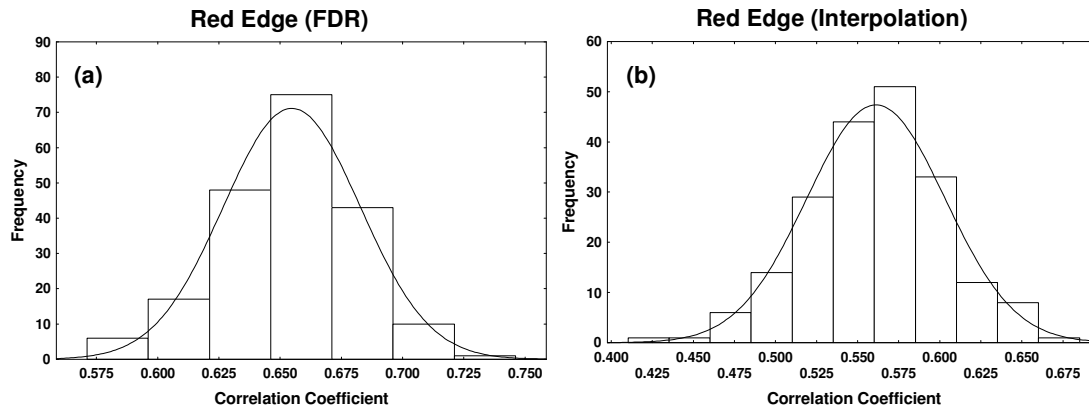 Red Edge (FDR)
90
80
70
60
50
40
30
20
10
0
Frequency
(a)
0.575 0.600 0.625 0.650 0.675 0.700 0.725 0.750
Correlation Coefficient
Red Edge (Interpolation)
60
50
40
30
20
10
0
Frequency
(b)
0.400 0.450 0.500 0.550 0.600 0.650
0.425 0.475 0.525 0.575 0.625 0.675
Correlation Coefficient